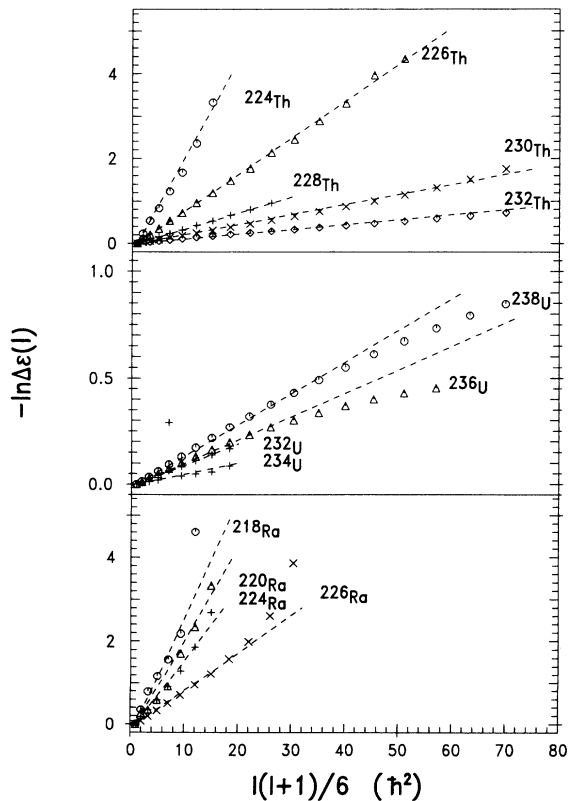 224Th
226Th
228Th
230Th
232Th
4
2
0
238U
236U
232U
234U
1.0
0.5
0.0
218Ra
220Ra
224Ra
226Ra
4
2
0
-lnΔε(I)
0 10 20 30 40 50 60 70 80
I(I+1)/6 (ħ²)